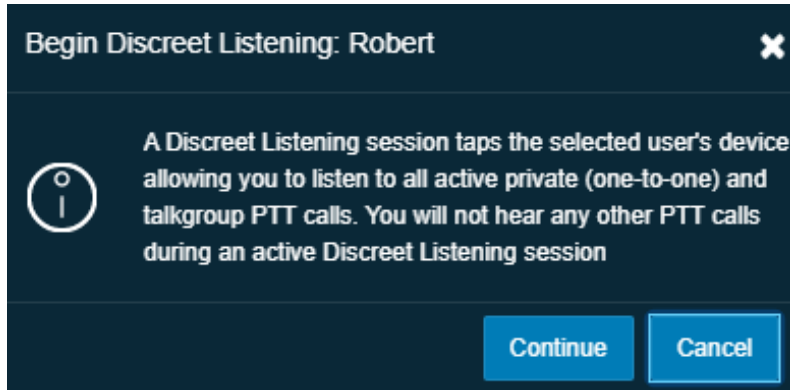 Begin Discreet Listening: Robert
A Discreet Listening session taps the selected user's device
allowing you to listen to all active private (one-to-one) and
talkgroup PTT calls. You will not hear any other PTT calls
during an active Discreet Listening session
Continue
Cancel